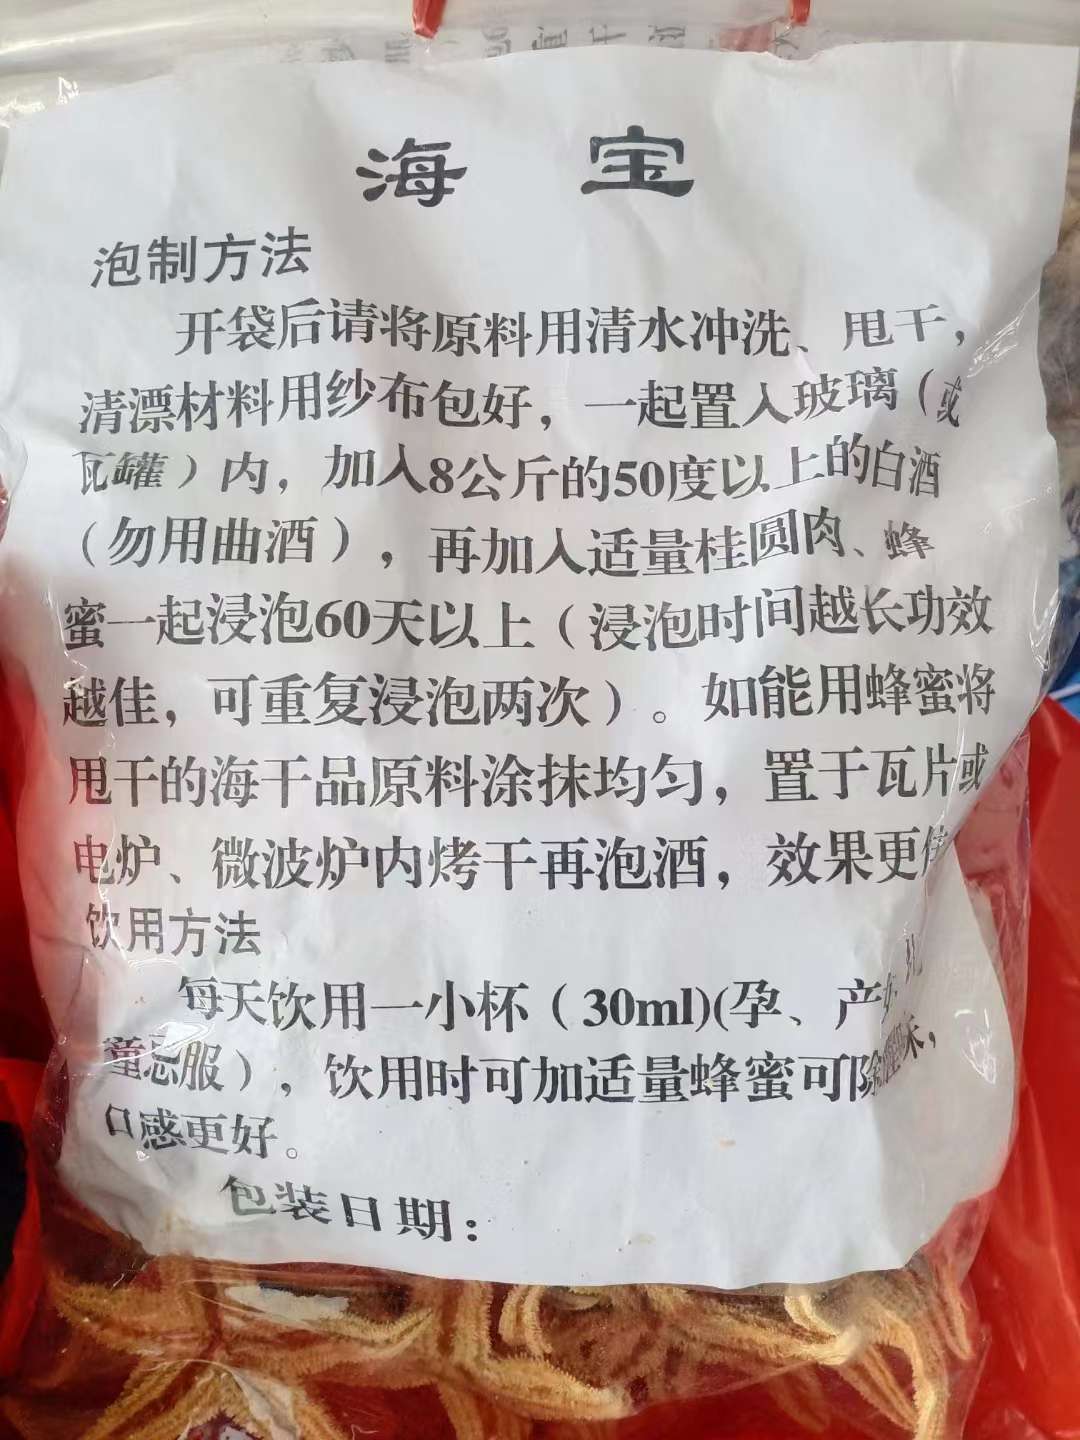 海宝
泡制方法
开袋后请将原料用清水冲洗、甩干，
清漂材料用纱布包好，一起置入玻璃（或
瓦罐）内，加入8公斤的50度以上的白酒
（勿用曲酒），再加入适量桂圆肉、蜂
蜜一起浸泡60天以上（浸泡时间越长功效
越佳，可重复浸泡两次）。如能用蜂蜜将
甩干的海干品原料涂抹均匀，置于瓦片或
电炉、微波炉内烤干再泡酒，效果更佳
饮用方法
每天饮用一小杯（30ml)(孕、产妇、儿
童忌服），饮用时可加适量蜂蜜可除腥味，
口感更好。
包装日期：